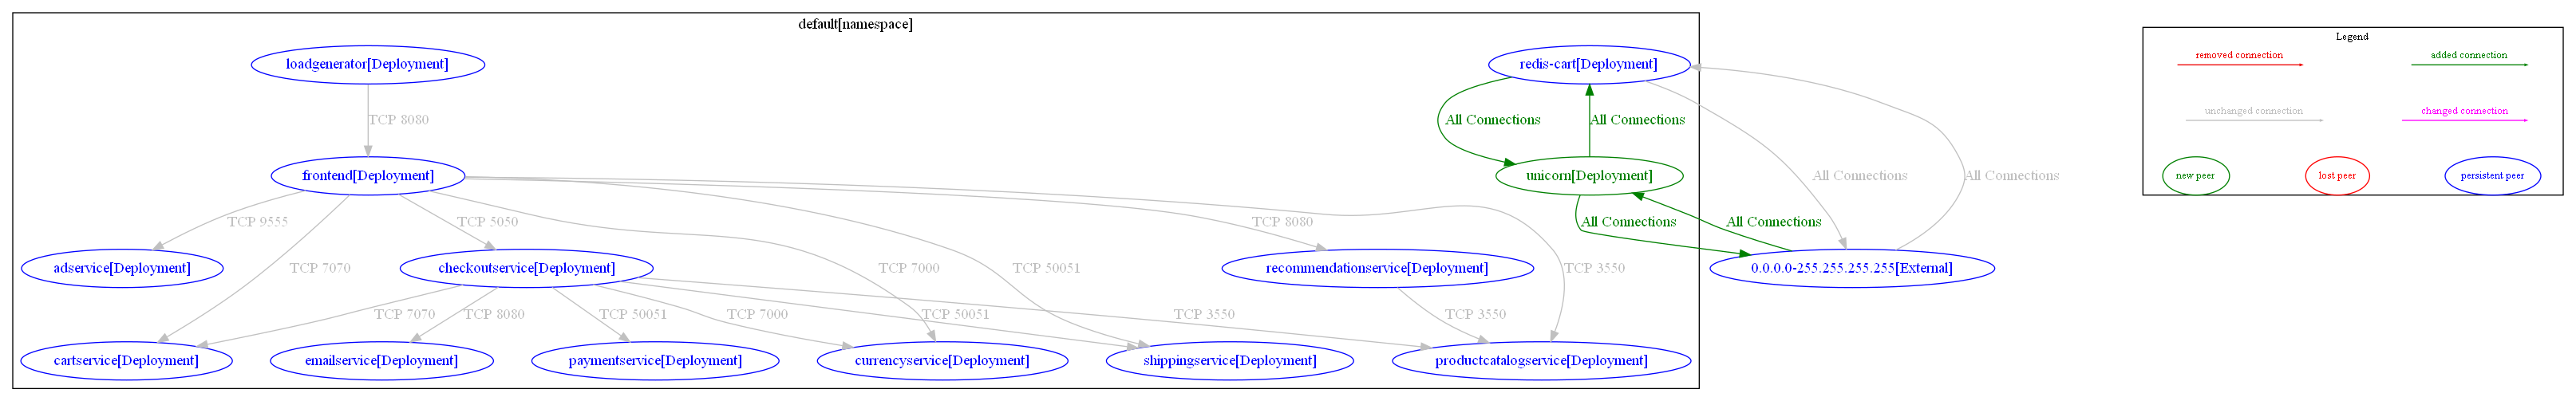 default[namespace]
loadgenerator[Deployment]
redis-cart[Deployment]
TCP 8080
All Connections
All Connections
frontend[Deployment]
unicorn[Deployment]
All Connections
All Connections
TCP 9555
TCP 5050
TCP 8080
All Connections
All Connections
TCP 7070
TCP 7000
TCP 50051
TCP 3550
adservice[Deployment]
checkoutservice[Deployment]
recommendationservice[Deployment]
0.0.0.0-255.255.255.255[External]
TCP 7070
TCP 8080
TCP 50051
TCP 7000
TCP 50051
TCP 3550
TCP 3550
cartservice[Deployment]
emailservice[Deployment]
paymentservice[Deployment]
currencyservice[Deployment]
shippingservice[Deployment]
productcatalogservice[Deployment]
Legend
removed connection
added connection
unchanged connection
changed connection
new peer
lost peer
persistent peer